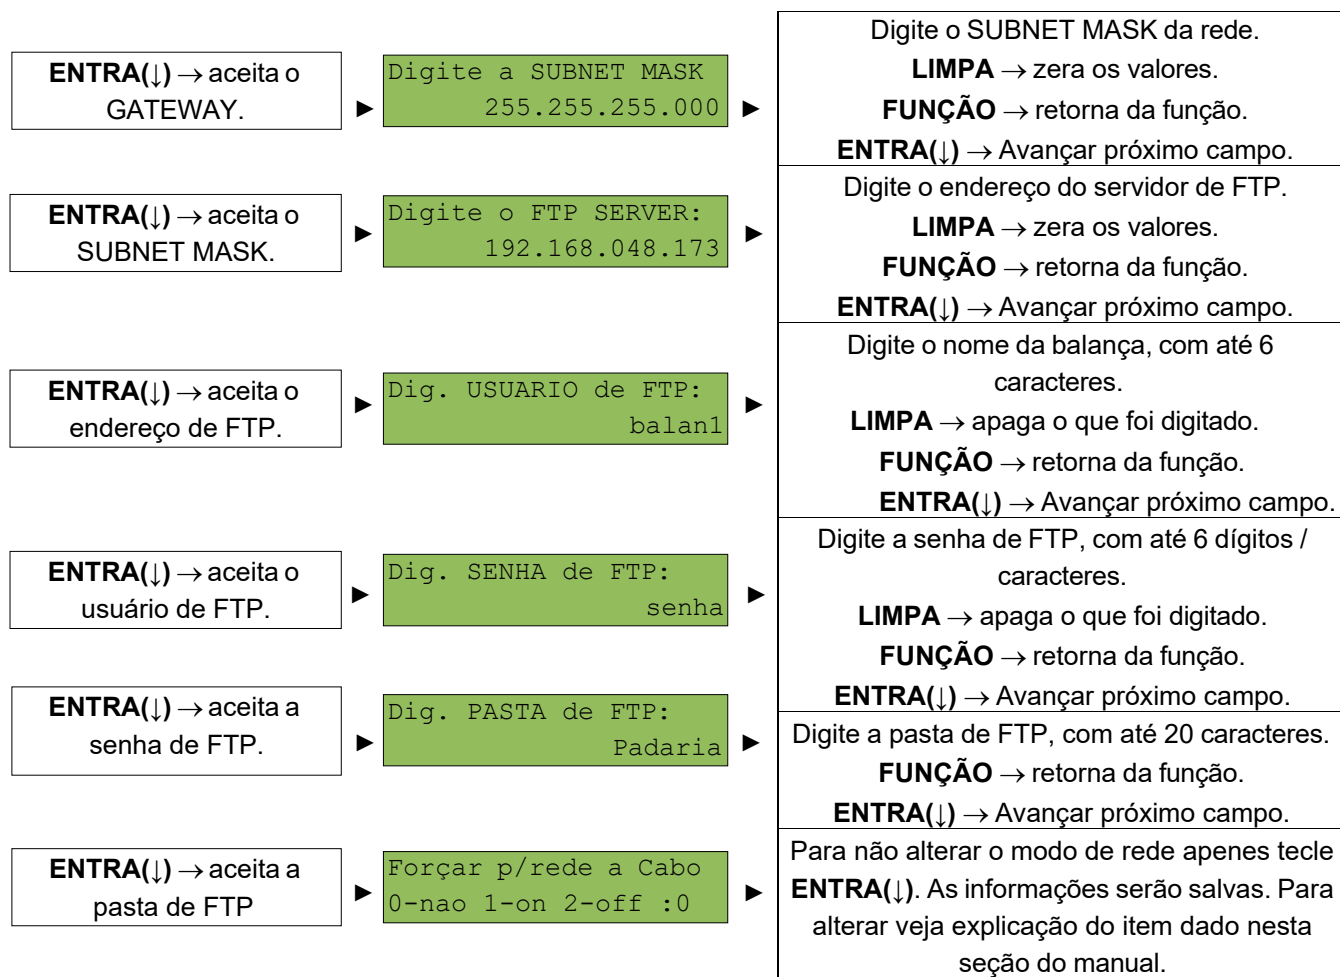 ENTRA(↓) → aceita o
GATEWAY.
►
Digite a SUBNET MASK
255.255.255.000
►
Digite o SUBNET MASK da rede.
LIMPA → zera os valores.
FUNÇÃO → retorna da função.
ENTRA(↓) → Avançar próximo campo.
ENTRA(↓) → aceita o
SUBNET MASK.
►
Digite o FTP SERVER:
192.168.048.173
►
Digite o endereço do servidor de FTP.
LIMPA → zera os valores.
FUNÇÃO → retorna da função.
ENTRA(↓) → Avançar próximo campo.
ENTRA(↓) → aceita o
endereço de FTP.
►
Dig. USUARIO de FTP:
balan1
►
Digite o nome da balança, com até 6
caracteres.
LIMPA → apaga o que foi digitado.
FUNÇÃO → retorna da função.
ENTRA(↓) → Avançar próximo campo.
ENTRA(↓) → aceita o
usuário de FTP.
►
Dig. SENHA de FTP:
senha
►
Digite a senha de FTP, com até 6 dígitos /
caracteres.
LIMPA → apaga o que foi digitado.
FUNÇÃO → retorna da função.
ENTRA(↓) → Avançar próximo campo.
ENTRA(↓) → aceita a
senha de FTP.
►
Dig. PASTA de FTP:
Padaria
►
Digite a pasta de FTP, com até 20 caracteres.
FUNÇÃO → retorna da função.
ENTRA(↓) → Avançar próximo campo.
ENTRA(↓) → aceita a
pasta de FTP
►
Forçar p/rede a Cabo
0-nao 1-on 2-off :0
►
Para não alterar o modo de rede apenes tecle
ENTRA(↓). As informações serão salvas. Para
alterar veja explicação do item dado nesta
seção do manual.